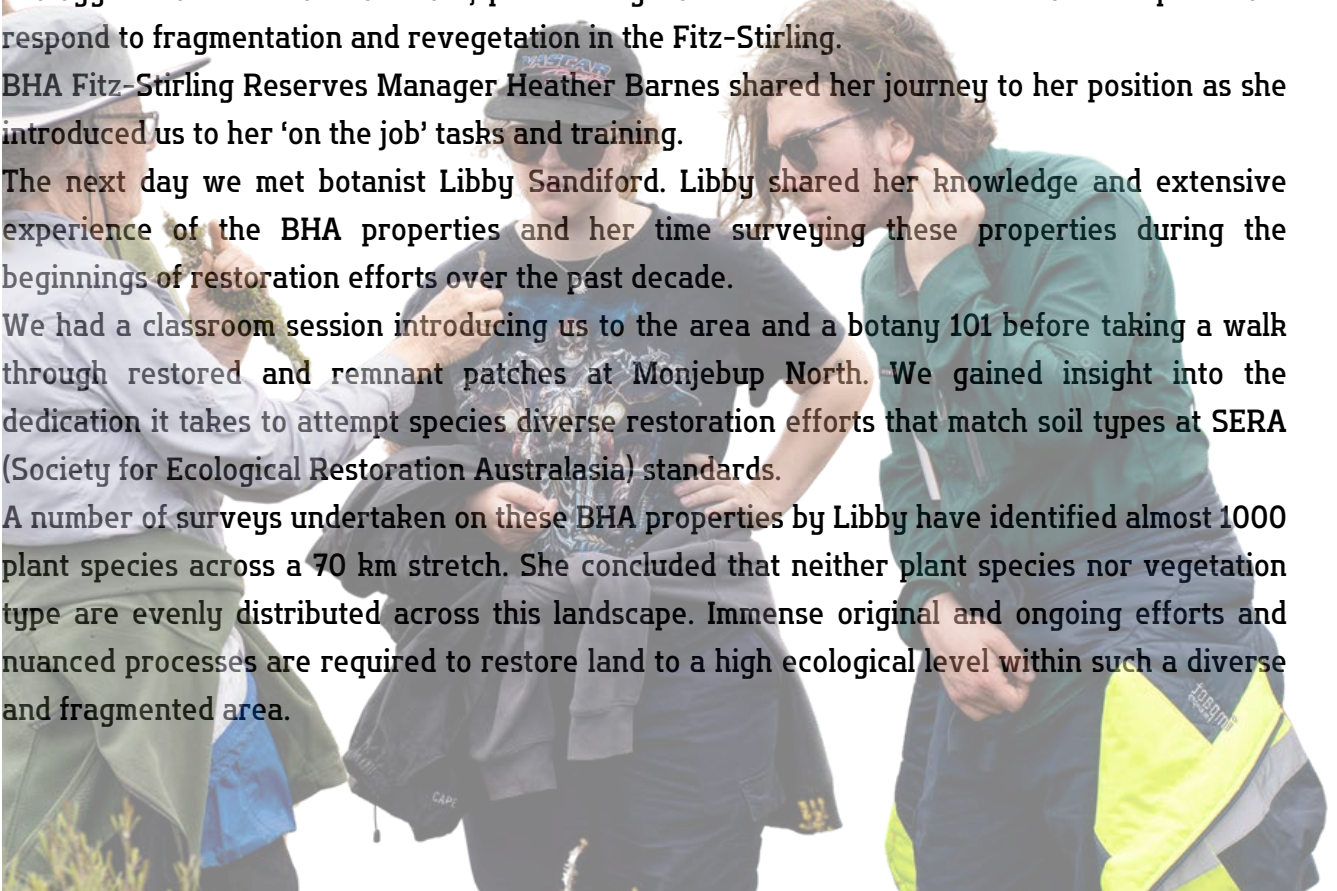 respond to fragmentation and revegetation in the Fitz-Stirling.
BHA Fitz-Stirling Reserves Manager Heather Barnes shared her journey to her position as she
introduced us to her ‘on the job’ tasks and training.
The next day we met botanist Libby Sandiford. Libby shared her knowledge and extensive
experience of the BHA properties and her time surveying these properties during the
beginnings of restoration efforts over the past decade.
We had a classroom session introducing us to the area and a botany 101 before taking a walk
through restored and remnant patches at Monjebup North. We gained insight into the
dedication it takes to attempt species diverse restoration efforts that match soil types at SERA
(Society for Ecological Restoration Australasia) standards.
A number of surveys undertaken on these BHA properties by Libby have identified almost 1000
plant species across a 70 km stretch. She concluded that neither plant species nor vegetation
type are evenly distributed across this landscape. Immense original and ongoing efforts and
nuanced processes are required to restore land to a high ecological level within such a diverse
and fragmented area.
NASCAR
CAPE